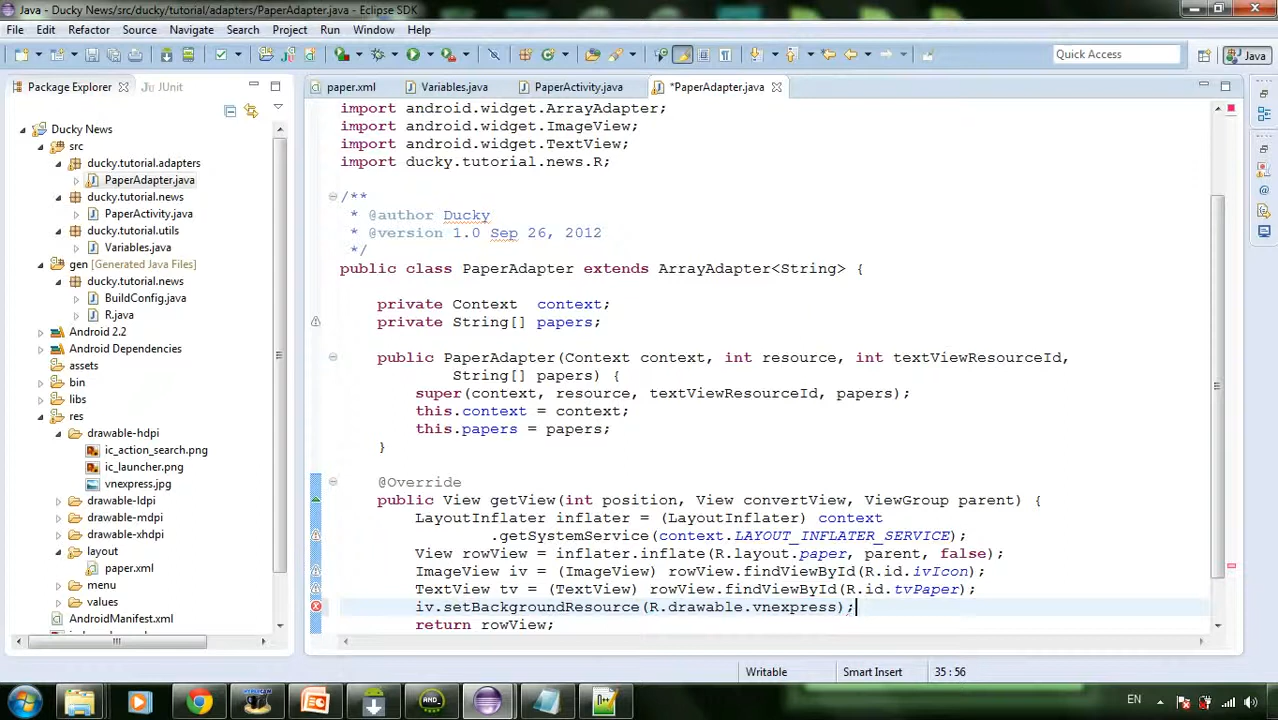 Java - Ducky News/src/ducky/tutorial/adapters/PaperAdapter.java - Eclipse SDK
File Edit Refactor Source Navigate Search Project Run Window Help
Quick Access
Java
Package Explorer
JUnit
paper.xml
Variables.java
PaperActivity.java
*PaperAdapter.java
Ducky News
src
ducky.tutorial.adapters
PaperAdapter.java
ducky.tutorial.news
PaperActivity.java
ducky.tutorial.utils
Variables.java
gen [Generated Java Files]
ducky.tutorial.news
BuildConfig.java
R.java
Android 2.2
Android Dependencies
assets
bin
libs
res
drawable-hdpi
ic_action_search.png
ic_launcher.png
vnexpress.jpg
drawable-ldpi
drawable-mdpi
drawable-xhdpi
layout
paper.xml
menu
values
AndroidManifest.xml
import android.widget.ArrayAdapter;
import android.widget.ImageView;
import android.widget.TextView;
import ducky.tutorial.news.R;
/**
* @author Ducky
* @version 1.0 Sep 26, 2012
*/
public class PaperAdapter extends ArrayAdapter<String> {
private Context context;
private String[] papers;
public PaperAdapter(Context context, int resource, int textViewResourceId,
String[] papers) {
super(context, resource, textViewResourceId, papers);
this.context = context;
this.papers = papers;
}
@Override
public View getView(int position, View convertView, ViewGroup parent) {
LayoutInflater inflater = (LayoutInflater) context
.getSystemService(context.LAYOUT_INFLATER_SERVICE);
View rowView = inflater.inflate(R.layout.paper, parent, false);
ImageView iv = (ImageView) rowView.findViewById(R.id.ivIcon);
TextView tv = (TextView) rowView.findViewById(R.id.tvPaper);
iv.setBackgroundResource(R.drawable.vnexpress);
return rowView;
Writable
Smart Insert
35 : 56
EN